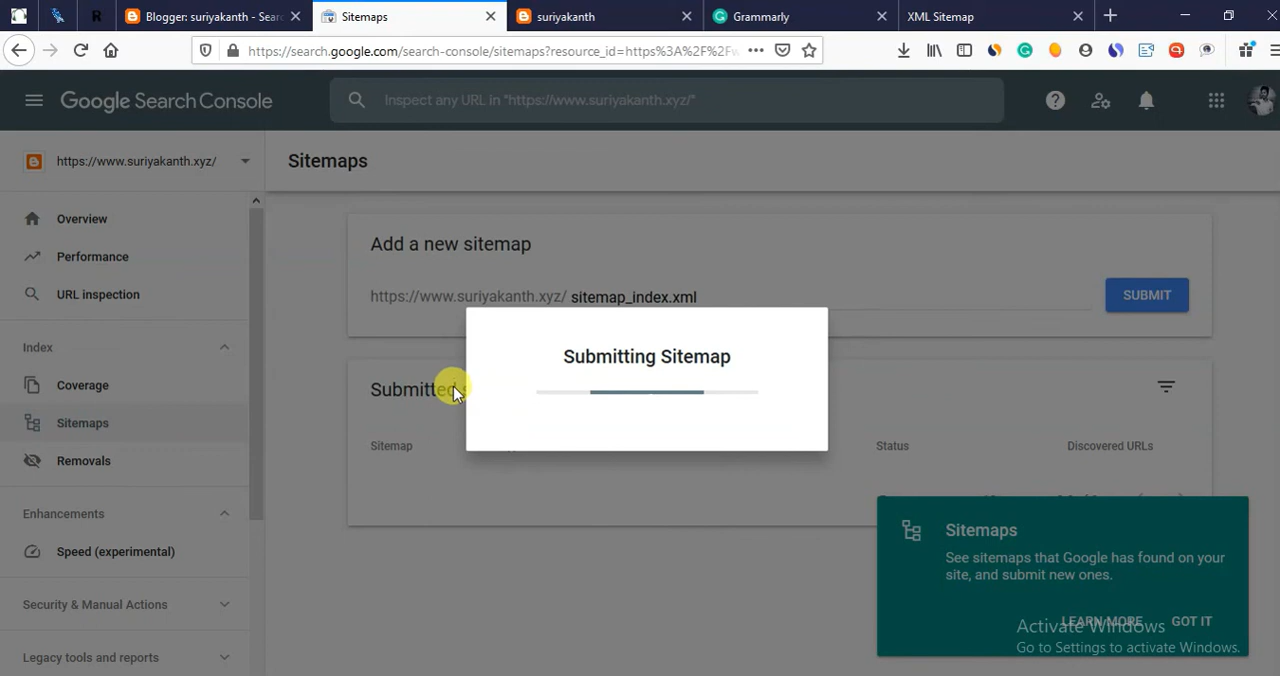 Blogger: suriyakanth - Sear
Sitemaps
suriyakanth
Grammarly
XML Sitemap
https://search.google.com/search-console/sitemaps?resource_id=https%3A%2F%2Fw
Google Search Console
Inspect any URL in "https://www.suriyakanth.xyz/"
https://www.suriyakanth.xyz/
Sitemaps
Overview
Performance
URL inspection
Index
Coverage
Sitemaps
Removals
Enhancements
Speed (experimental)
Security & Manual Actions
Legacy tools and reports
Add a new sitemap
https://www.suriyakanth.xyz/ sitemap_index.xml
SUBMIT
Submitting Sitemap
Submitted s
Sitemap
Status
Discovered URLs
Sitemaps
See sitemaps that Google has found on your
site, and submit new ones.
LEARN MORE
GOT IT
Activate Windows
Go to Settings to activate Windows.